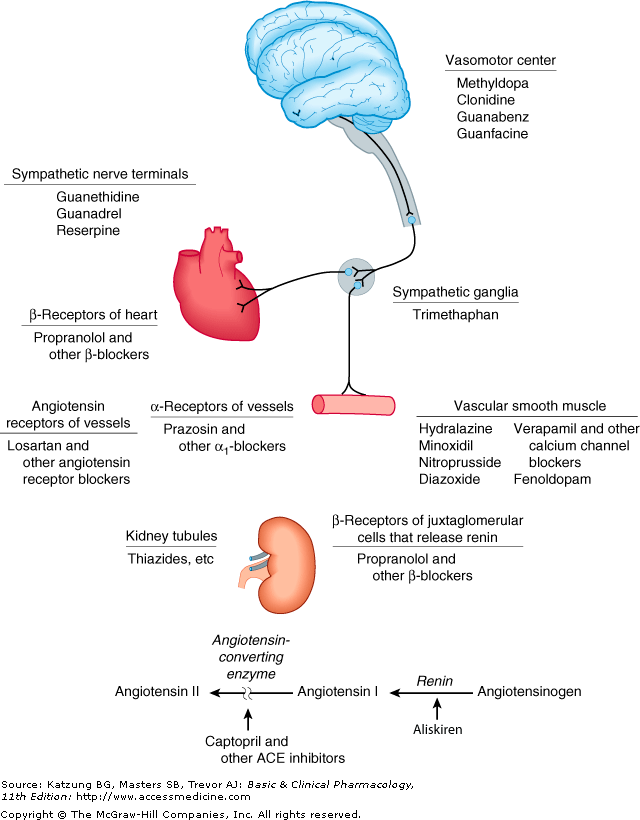 Vasomotor center
Methyldopa
Clonidine
Guanabenz
Guanfacine
Sympathetic nerve terminals
Guanethidine
Guanadrel
Reserpine
Sympathetic ganglia
Trimethaphan
β-Receptors of heart
Propranolol and
other β-blockers
Angiotensin
receptors of vessels
Losartan and
other angiotensin
receptor blockers
α-Receptors of vessels
Prazosin and
other α1-blockers
Vascular smooth muscle
Hydralazine
Minoxidil
Nitroprusside
Diazoxide
Verapamil and other
calcium channel
blockers
Fenoldopam
Kidney tubules
Thiazides, etc
β-Receptors of juxtaglomerular
cells that release renin
Propranolol and
other β-blockers
Angiotensin-
converting
enzyme
Renin
Angiotensin II
Angiotensin I
Angiotensinogen
Captopril and
other ACE inhibitors
Aliskiren
Source: Katzung BG, Masters SB, Trevor AJ: Basic & Clinical Pharmacology,
11th Edition: http://www.accessmedicine.com
Copyright © The McGraw-Hill Companies, Inc. All rights reserved.